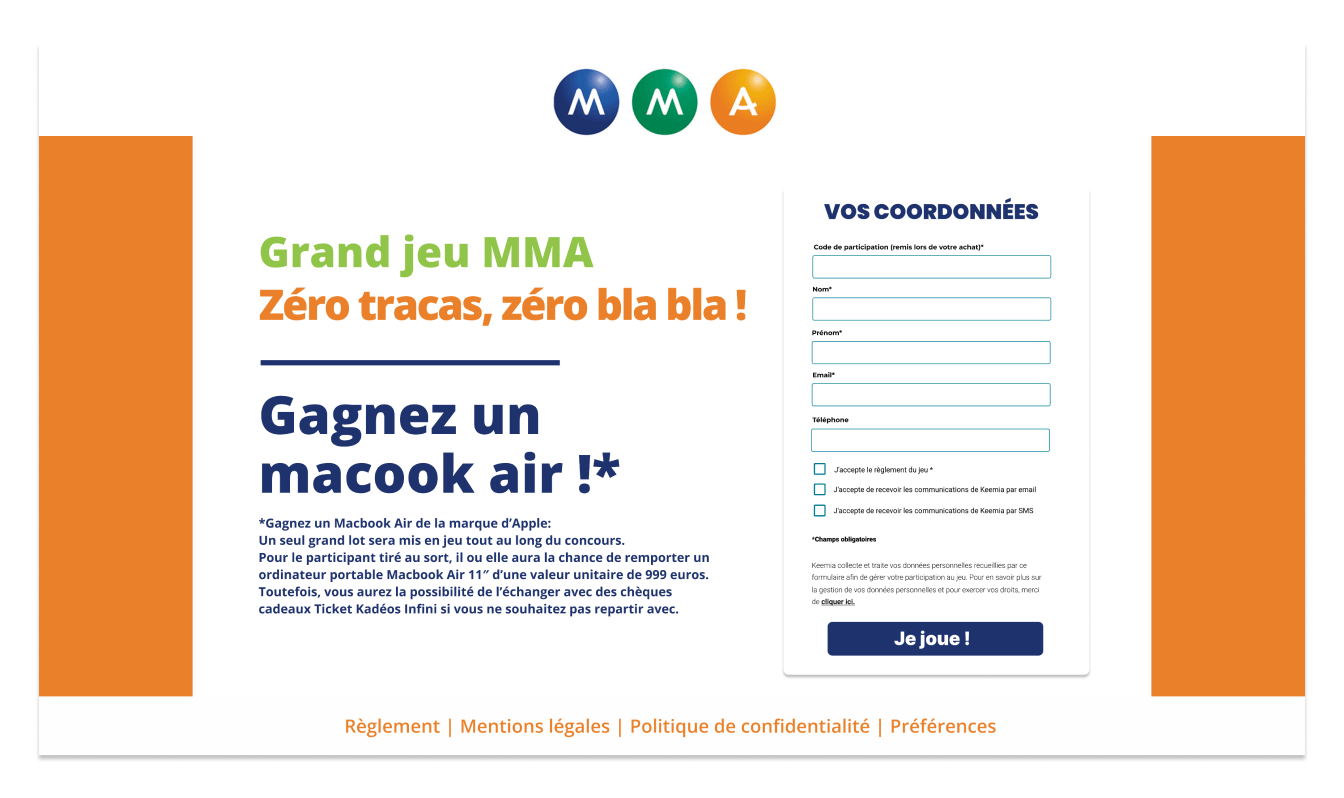 MMA
Grand jeu MMA
Zéro tracas, zéro bla bla !
Gagnez un
macook air !*
*Gagnez un Macbook Air de la marque d’Apple:
Un seul grand lot sera mis en jeu tout au long du concours.
Pour le participant tiré au sort, il ou elle aura la chance de remporter un
ordinateur portable Macbook Air 11″ d’une valeur unitaire de 999 euros.
Toutefois, vous aurez la possibilité de l’échanger avec des chèques
cadeaux Ticket Kadéos Infini si vous ne souhaitez pas repartir avec.
VOS COORDONNÉES
Code de participation (remis lors de votre achat)*
Nom*
Prénom*
Email*
Téléphone
J'accepte le règlement du jeu *
J'accepte de recevoir les communications de Keemia par email
J'accepte de recevoir les communications de Keemia par SMS
*Champs obligatoires
Keemia collecte et traite vos données personnelles recueillies par ce
formulaire afin de gérer votre participation au jeu. Pour en savoir plus sur
la gestion de vos données personnelles et pour exercer vos droits, merci
de cliquer ici.
Je joue !
Règlement | Mentions légales | Politique de confidentialité | Préférences